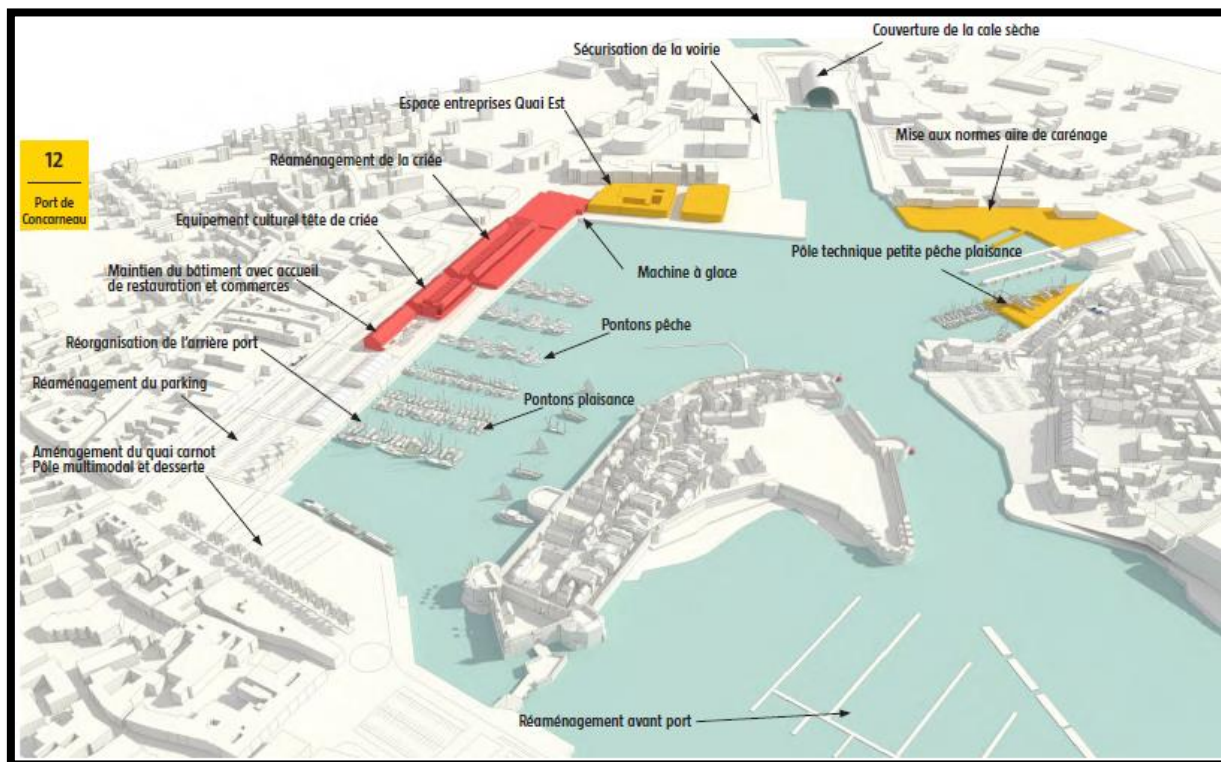 Couverture de la cale sèche
Sécurisation de la voirie
Espace entreprises Quai Est
Mise aux normes aire de carénage
12
Port de
Concarneau
Réaménagement de la criée
Equipement culturel tête de criée
Pôle technique petite pêche plaisance
Maintien du bâtiment avec accueil
de restauration et commerces
Machine à glace
Pontons pêche
Réorganisation de l'arrière port
Réaménagement du parking
Pontons plaisance
Aménagement du quai carnot
Pôle multimodal et desserte
Réaménagement avant port